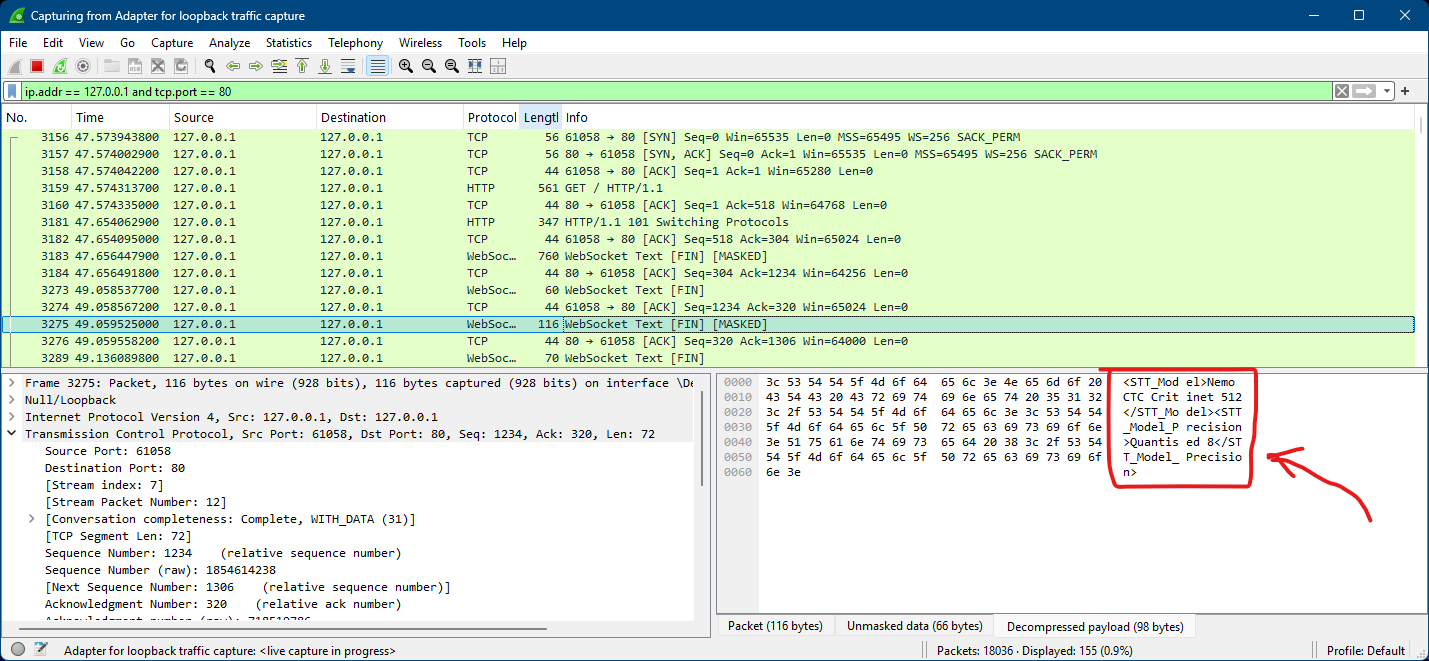 Capturing from Adapter for loopback traffic capture
File Edit View Go Capture Analyze Statistics Telephony Wireless Tools Help
ip.addr == 127.0.0.1 and tcp.port == 80
No. Time Source Destination Protocol Lengtl Info
3156 47.573943800 127.0.0.1 127.0.0.1 TCP 56 61058 → 80 [SYN] Seq=0 Win=65535 Len=0 MSS=65495 WS=256 SACK_PERM
3157 47.574002900 127.0.0.1 127.0.0.1 TCP 56 80 → 61058 [SYN, ACK] Seq=0 Ack=1 Win=65535 Len=0 MSS=65495 WS=256 SACK_PERM
3158 47.574042200 127.0.0.1 127.0.0.1 TCP 44 61058 → 80 [ACK] Seq=1 Ack=1 Win=65280 Len=0
3159 47.574313700 127.0.0.1 127.0.0.1 HTTP 561 GET / HTTP/1.1
3160 47.574335000 127.0.0.1 127.0.0.1 TCP 44 80 → 61058 [ACK] Seq=1 Ack=518 Win=64768 Len=0
3181 47.654062900 127.0.0.1 127.0.0.1 HTTP 347 HTTP/1.1 101 Switching Protocols
3182 47.654095000 127.0.0.1 127.0.0.1 TCP 44 61058 → 80 [ACK] Seq=518 Ack=304 Win=65024 Len=0
3183 47.656447900 127.0.0.1 127.0.0.1 WebSoc… 760 WebSocket Text [FIN] [MASKED]
3184 47.656491800 127.0.0.1 127.0.0.1 TCP 44 80 → 61058 [ACK] Seq=304 Ack=1234 Win=64256 Len=0
3273 49.058537700 127.0.0.1 127.0.0.1 WebSoc… 60 WebSocket Text [FIN]
3274 49.058567200 127.0.0.1 127.0.0.1 TCP 44 61058 → 80 [ACK] Seq=1234 Ack=320 Win=65024 Len=0
3275 49.059525000 127.0.0.1 127.0.0.1 WebSoc… 116 WebSocket Text [FIN] [MASKED]
3276 49.059558200 127.0.0.1 127.0.0.1 TCP 44 80 → 61058 [ACK] Seq=320 Ack=1306 Win=64000 Len=0
3289 49.136089800 127.0.0.1 127.0.0.1 WebSoc… 70 WebSocket Text [FIN]
Frame 3275: Packet, 116 bytes on wire (928 bits), 116 bytes captured (928 bits) on interface \De
Null/Loopback
Internet Protocol Version 4, Src: 127.0.0.1, Dst: 127.0.0.1
Transmission Control Protocol, Src Port: 61058, Dst Port: 80, Seq: 1234, Ack: 320, Len: 72
Source Port: 61058
Destination Port: 80
[Stream index: 7]
[Stream Packet Number: 12]
[Conversation completeness: Complete, WITH_DATA (31)]
[TCP Segment Len: 72]
Sequence Number: 1234 (relative sequence number)
Sequence Number (raw): 1854614238
[Next Sequence Number: 1306 (relative sequence number)]
Acknowledgment Number: 320 (relative ack number)
0000 3c 53 54 54 5f 4d 6f 64 65 6c 3e 4e 65 6d 6f 20 <STT_Mod el>Nemo
0010 43 54 43 20 43 72 69 74 69 6e 65 74 20 35 31 32 CTC Crit inet 512
0020 3c 2f 53 54 54 5f 4d 6f 64 65 6c 3e 3c 53 54 54 </STT_Mo del><STT
0030 5f 4d 6f 64 65 6c 5f 50 72 65 63 69 73 69 6f 6e _Model_P recision
0040 3e 51 75 61 6e 74 69 73 65 64 20 38 3c 2f 53 54 >Quantis ed 8</ST
0050 54 5f 4d 6f 64 65 6c 5f 50 72 65 63 69 73 69 6f T_Model_ Precisio
0060 6e 3e n>
Packet (116 bytes) Unmasked data (66 bytes) Decompressed payload (98 bytes)
Adapter for loopback traffic capture: <live capture in progress> Packets: 18036 · Displayed: 155 (0.9%) Profile: Default